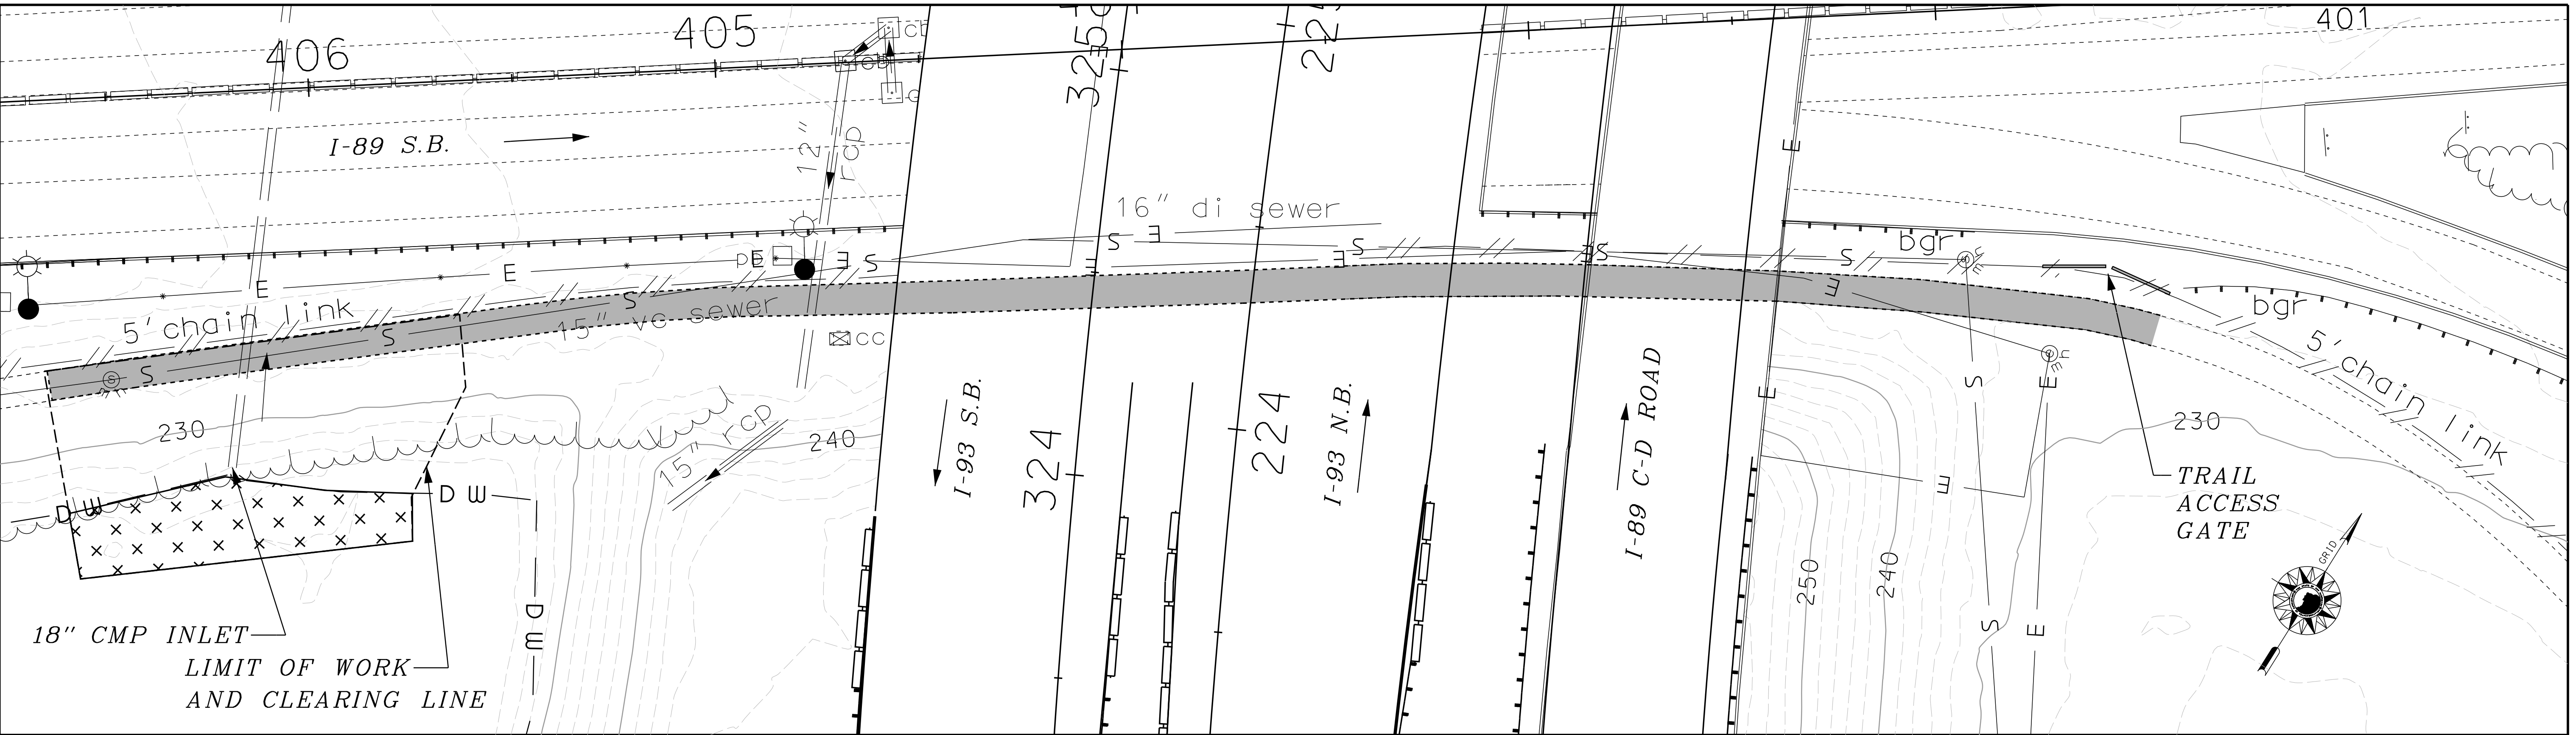 406
405
401
I-89 S.B.
12"
rcp
16" di sewer
bgr
bgr
5' chain link
15" vc sewer
cc
5' chain link
230
15" rcp
240
I-93 S.B.
324
224
I-93 N.B.
I-89 C-D ROAD
250
240
230
TRAIL
ACCESS
GATE
GRID
D W
D W
D W
18" CMP INLET
LIMIT OF WORK
AND CLEARING LINE
S
S
S
S
S
S
S
S
S
S
E
E
E
E
E
E
E
E
E
E
E
E